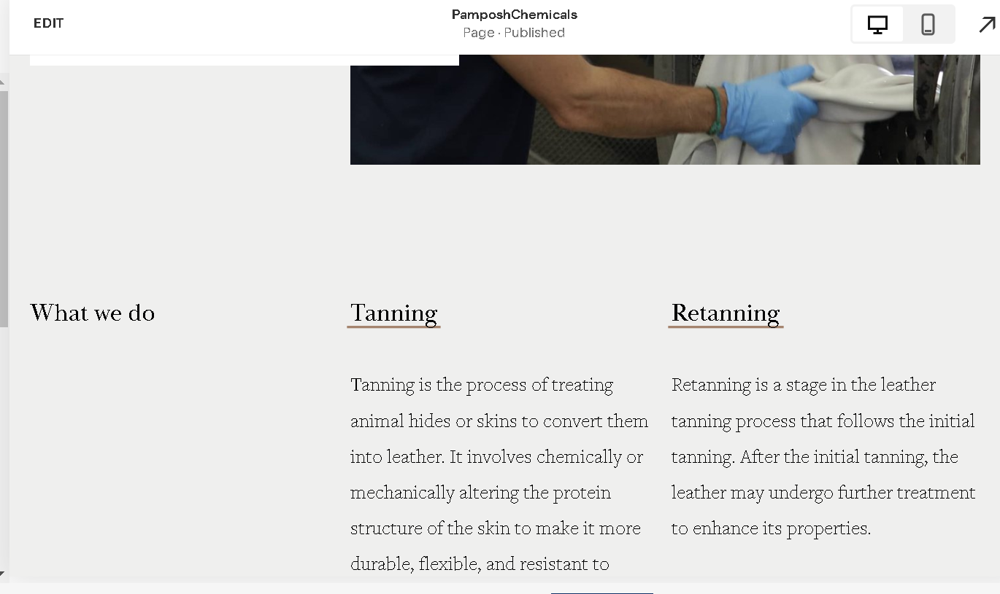 EDIT
PamposhChemicals
Page · Published
What we do
Tanning
Retanning
Tanning is the process of treating
animal hides or skins to convert them
into leather. It involves chemically or
mechanically altering the protein
structure of the skin to make it more
durable, flexible, and resistant to
Retanning is a stage in the leather
tanning process that follows the initial
tanning. After the initial tanning, the
leather may undergo further treatment
to enhance its properties.